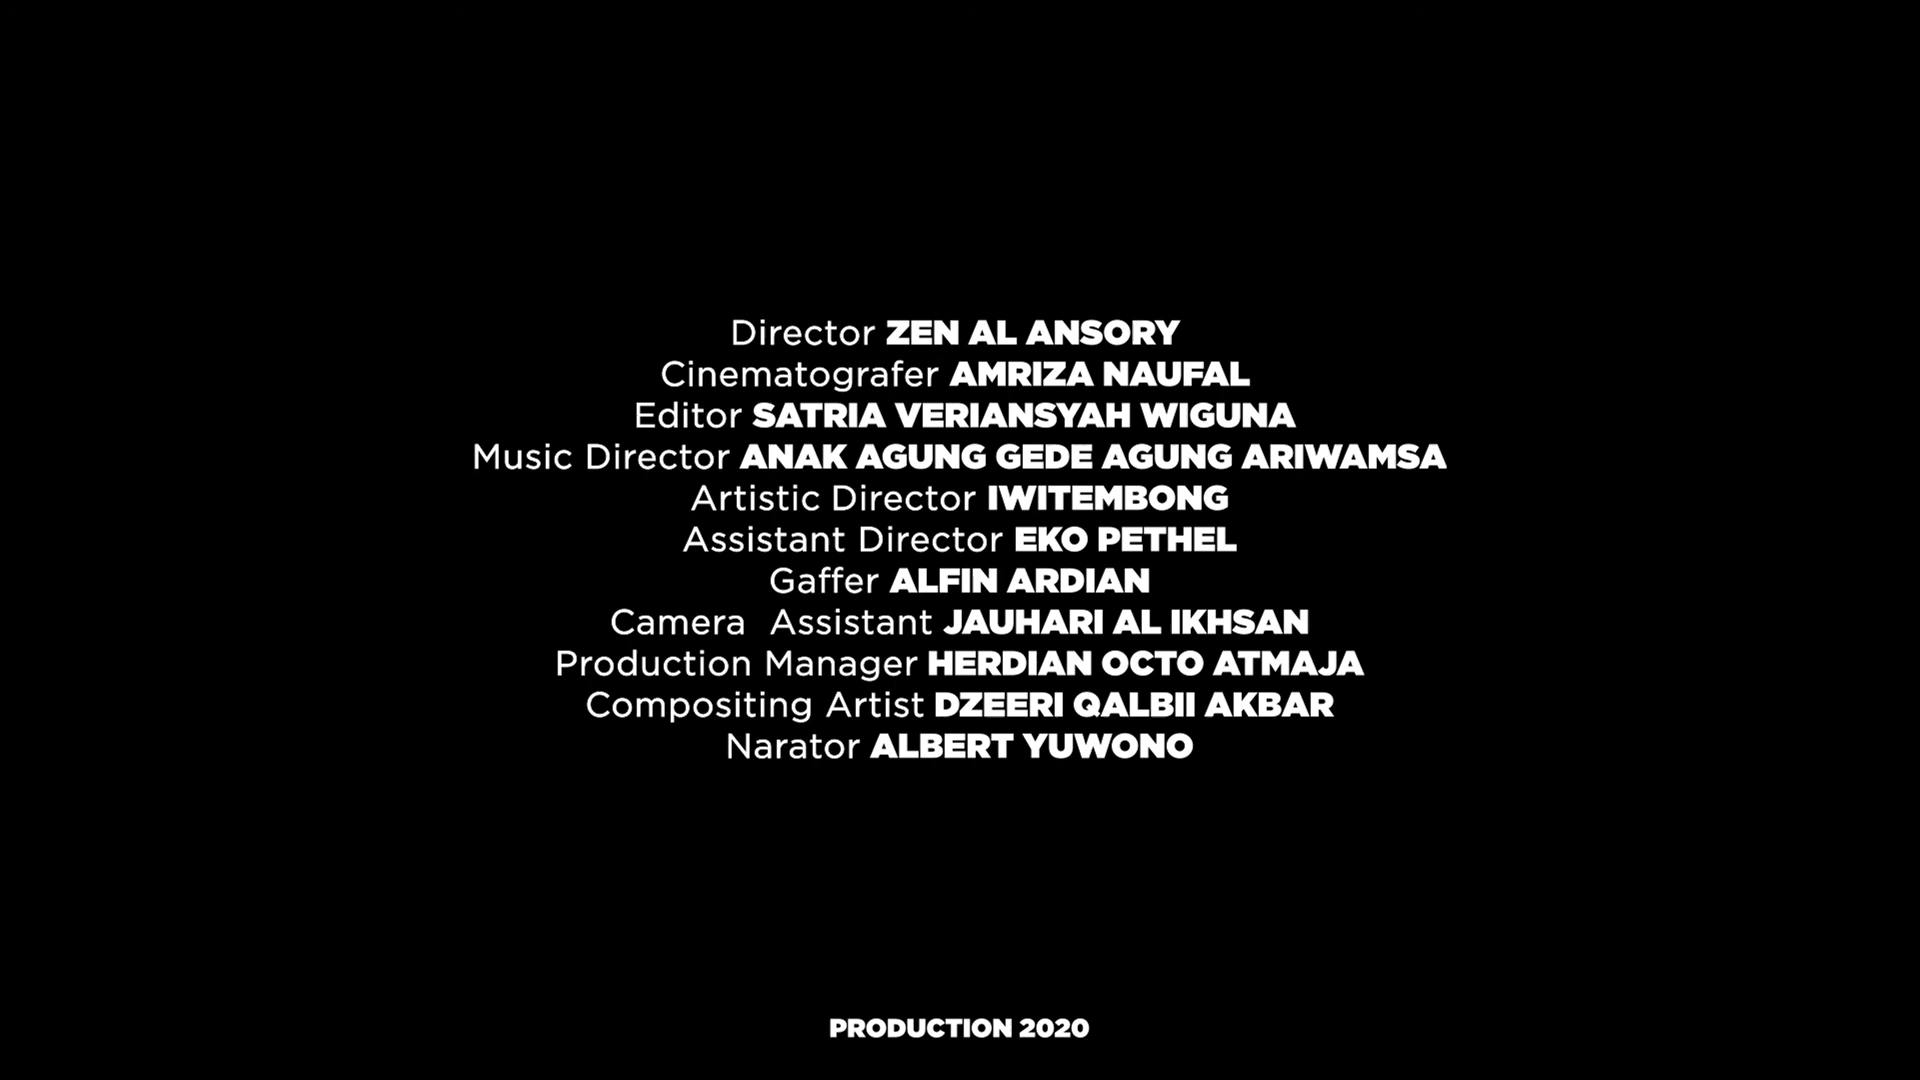 Director ZEN AL ANSORY
Cinematografer AMRIZA NAUFAL
Editor SATRIA VERIANSYAH WIGUNA
Music Director ANAK AGUNG GEDE AGUNG ARIWAMSA
Artistic Director IWITEMBONG
Assistant Director EKO PETHEL
Gaffer ALFIN ARDIAN
Camera  Assistant JAUHARI AL IKHSAN
Production Manager HERDIAN OCTO ATMAJA
Compositing Artist DZEERI QALBII AKBAR
Narator ALBERT YUWONO
PRODUCTION 2020